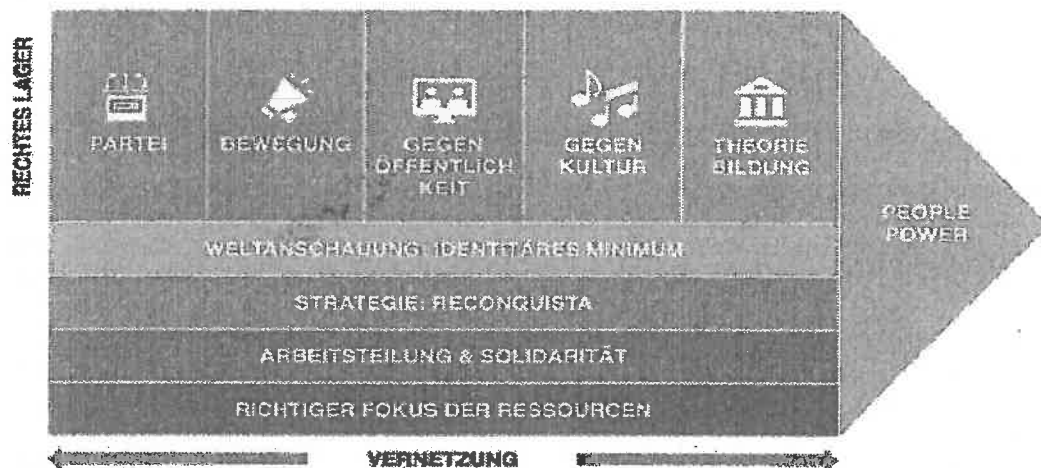 RECHTES LAGER
PARTEI
BEWEGUNG
GEGEN
ÖFFENTLICH
KEIT
GEGEN
KULTUR
THEORIE
BILDUNG
WELTANSCHAUUNG: IDENTITÄRES MINIMUM
STRATEGIE: RECONQUISTA
ARBEITSTEILUNG & SOLIDARITÄT
RICHTIGER FOKUS DER RESSOURCEN
PEOPLE
POWER
VERNETZUNG